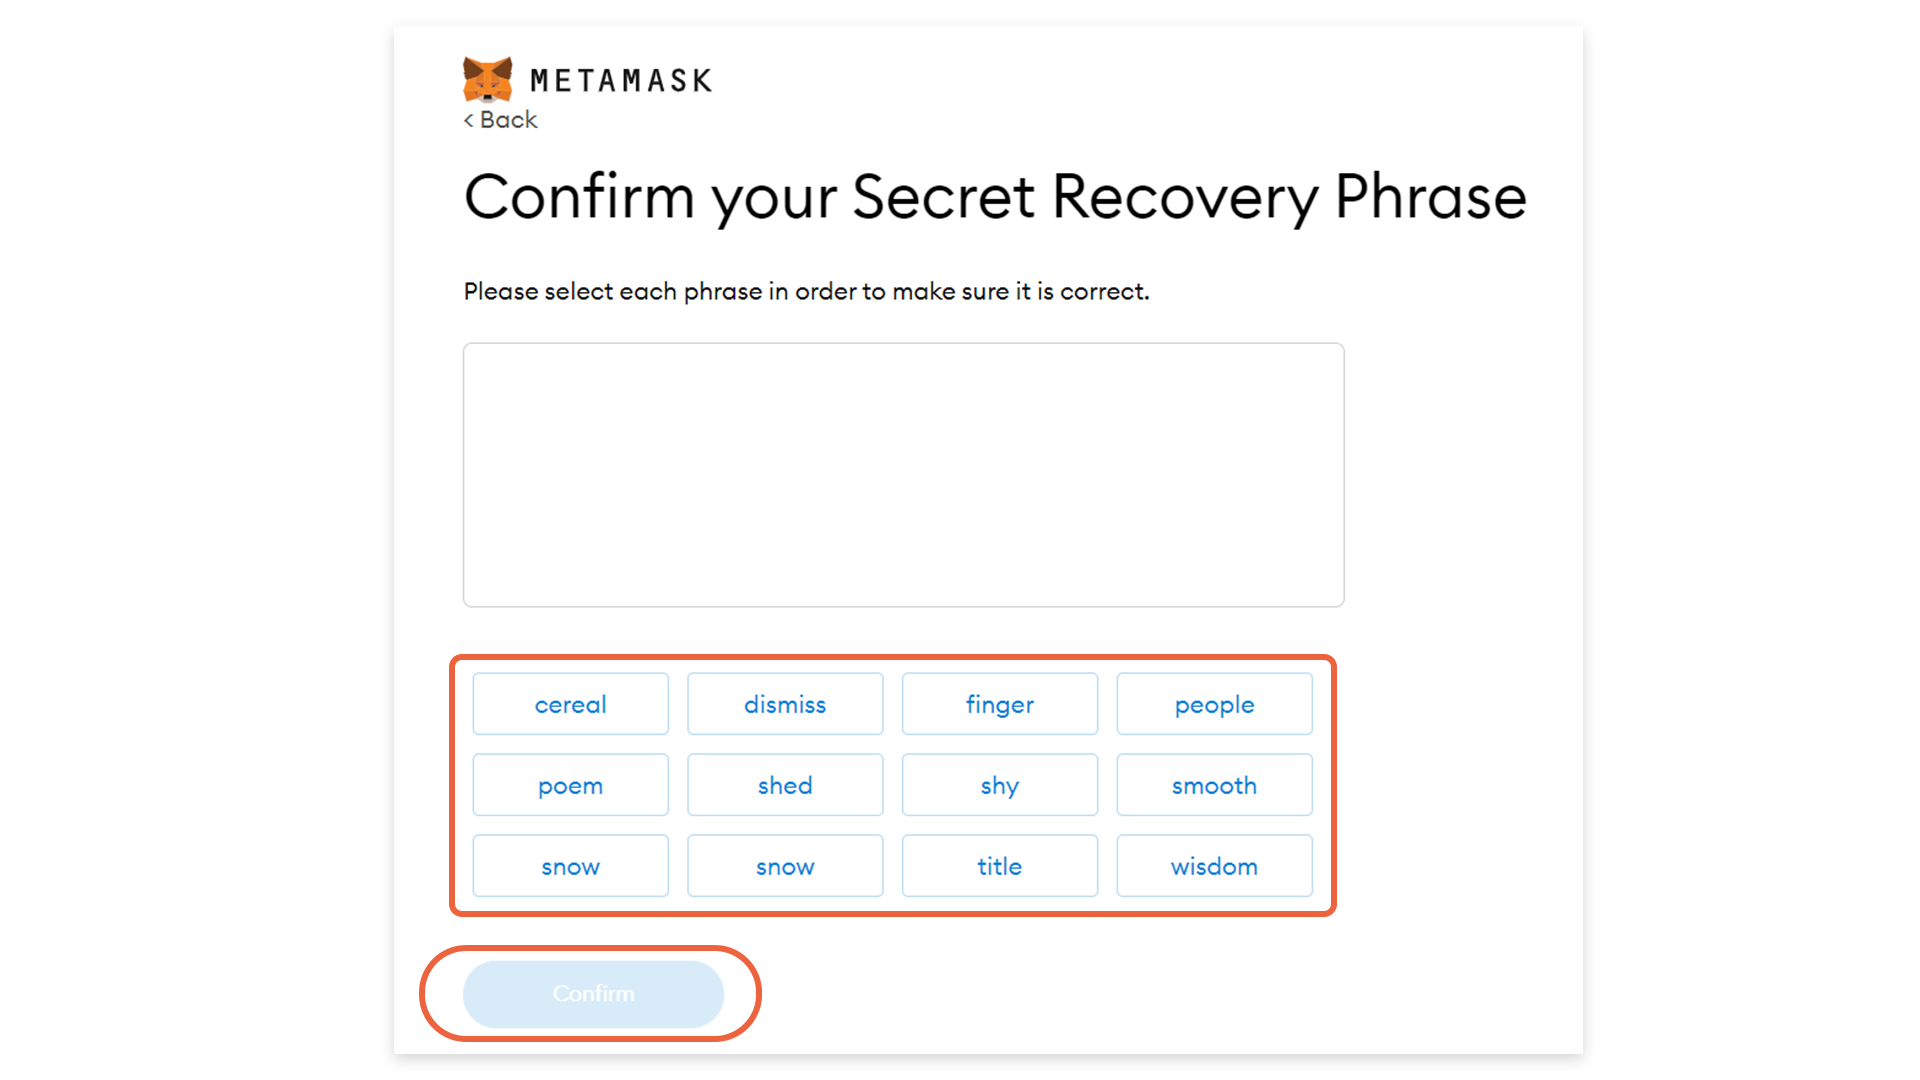 METAMASK
< Back
Confirm your Secret Recovery Phrase
Please select each phrase in order to make sure it is correct.
cereal dismiss finger people
poem shed shy smooth
snow snow title wisdom
Confirm